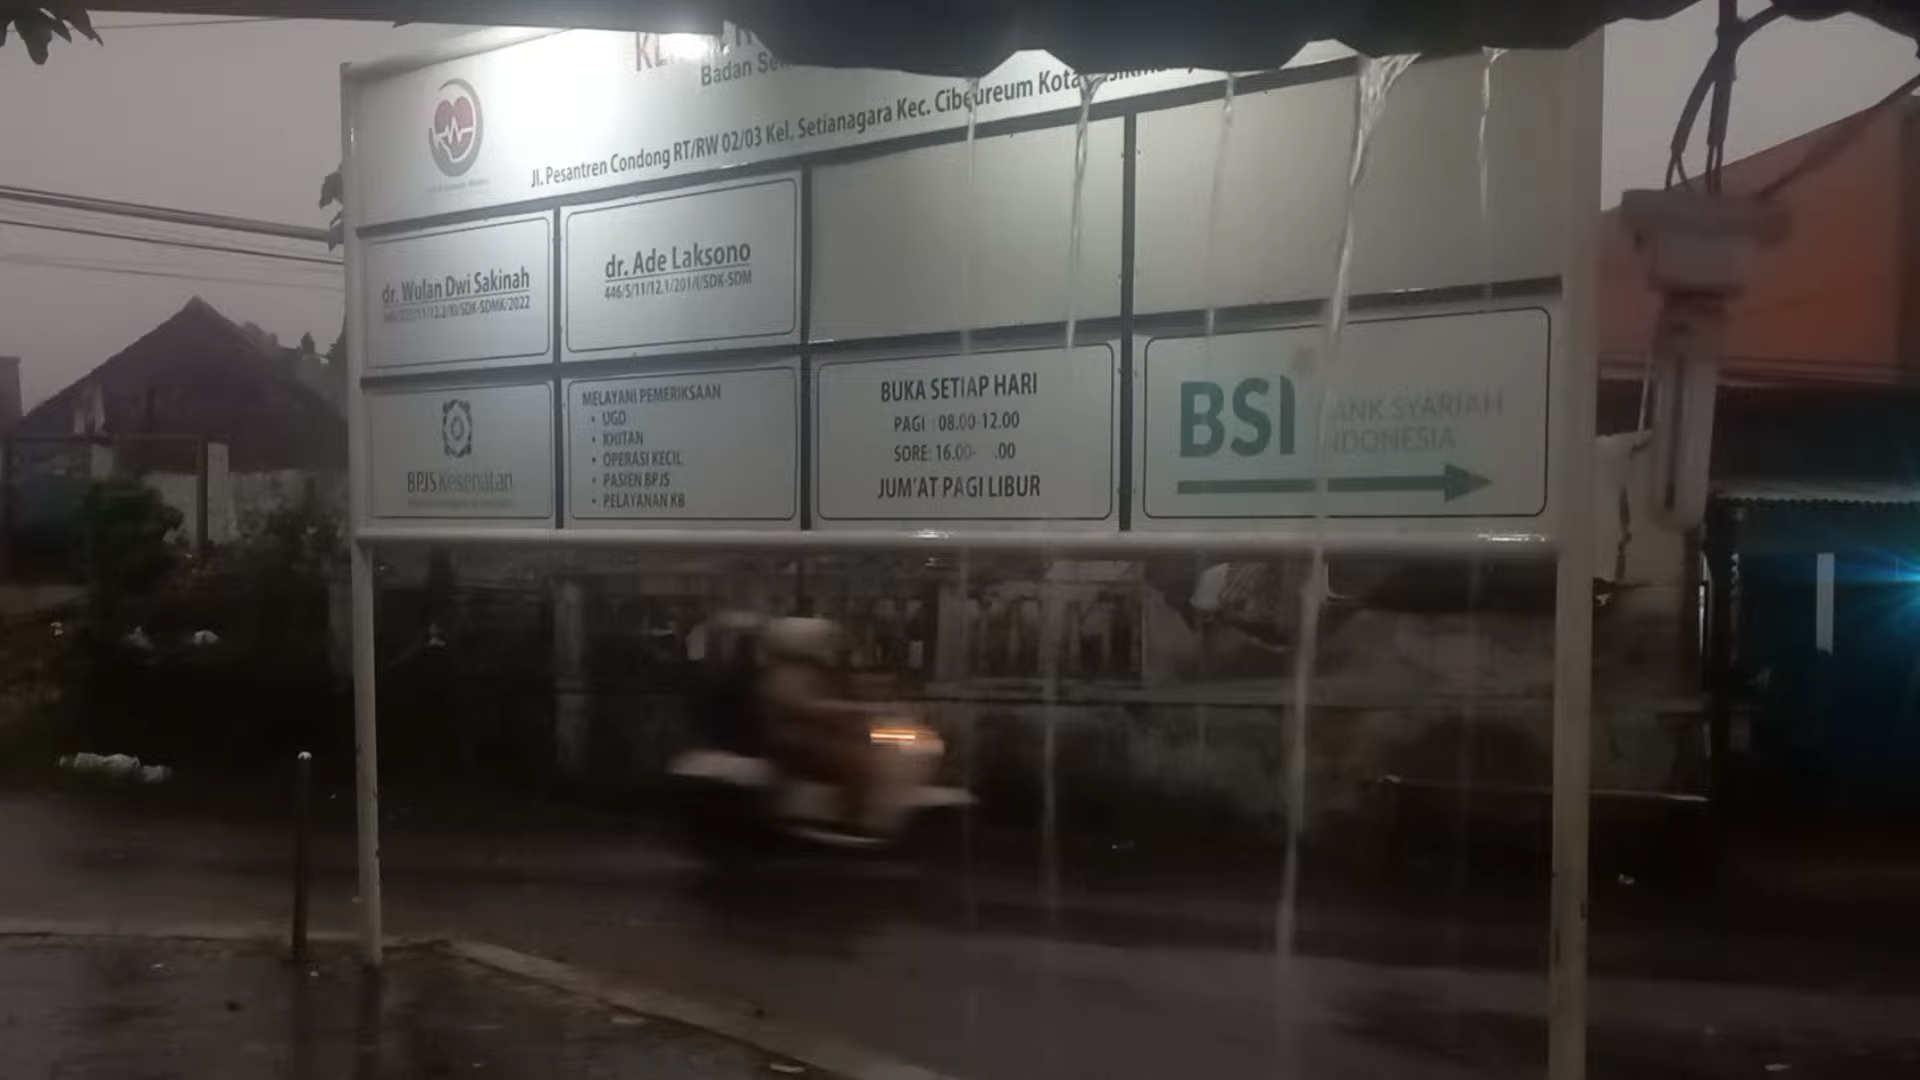 Badan
Jl. Pesantren Condong RT/RW 02/03 Kel. Setianagara Kec. Cibeureum Kota
dr. Wulan Dwi Sakinah
dr. Ade Laksono
446/5/11/12.1/201/I/SDK-SDM
BPJS Kesehatan
MELAYANI PEMERIKSAAN
• UGD
• KHITAN
• OPERASI KECIL
• PASIEN BPJS
• PELAYANAN KB
BUKA SETIAP HARI
PAGI : 08.00-12.00
SORE: 16.00- .00
JUM'AT PAGI LIBUR
BSI
ANK SYARIAH
NDONESIA